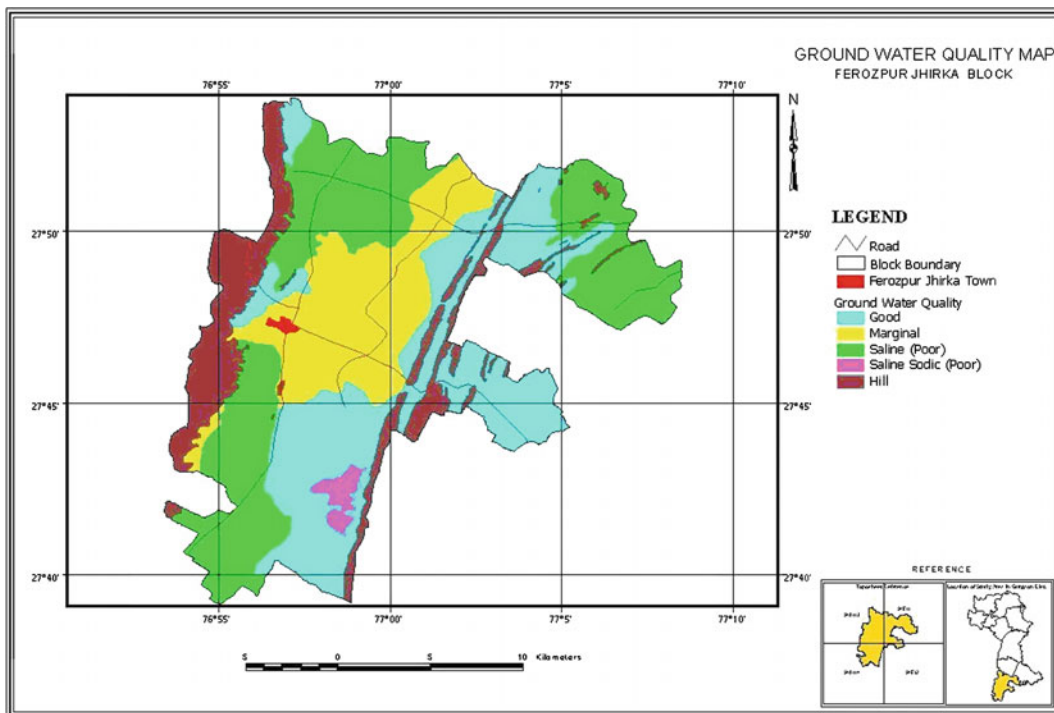 GROUND WATER QUALITY MAP
FEROZPUR JHIRKA BLOCK
76°55' 77°00' 77°5' 77°10'
N
27°50' 27°50'
LEGEND
Road
Block Boundary
Ferozpur Jhirka Town
Ground Water Quality
Good
Marginal
Saline (Poor)
Saline Sodic (Poor)
Hill
27°45' 27°45'
27°40' 27°40'
76°55' 77°00' 77°5' 77°10'
REFERENCE
5 0 5 10 Kilometers